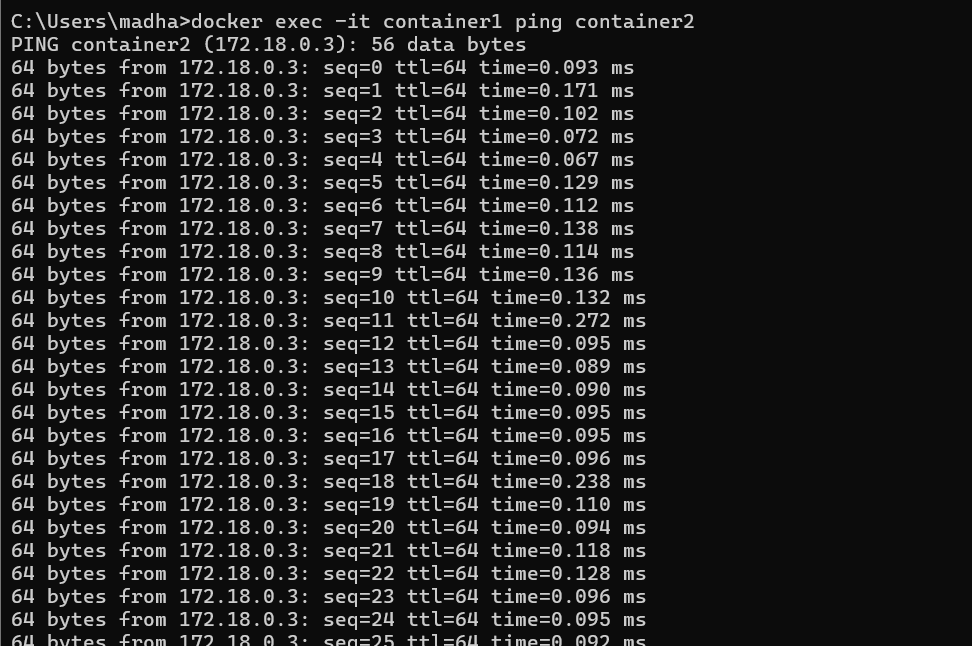 C:\Users\madha>docker exec -it container1 ping container2
PING container2 (172.18.0.3): 56 data bytes
64 bytes from 172.18.0.3: seq=0 ttl=64 time=0.093 ms
64 bytes from 172.18.0.3: seq=1 ttl=64 time=0.171 ms
64 bytes from 172.18.0.3: seq=2 ttl=64 time=0.102 ms
64 bytes from 172.18.0.3: seq=3 ttl=64 time=0.072 ms
64 bytes from 172.18.0.3: seq=4 ttl=64 time=0.067 ms
64 bytes from 172.18.0.3: seq=5 ttl=64 time=0.129 ms
64 bytes from 172.18.0.3: seq=6 ttl=64 time=0.112 ms
64 bytes from 172.18.0.3: seq=7 ttl=64 time=0.138 ms
64 bytes from 172.18.0.3: seq=8 ttl=64 time=0.114 ms
64 bytes from 172.18.0.3: seq=9 ttl=64 time=0.136 ms
64 bytes from 172.18.0.3: seq=10 ttl=64 time=0.132 ms
64 bytes from 172.18.0.3: seq=11 ttl=64 time=0.272 ms
64 bytes from 172.18.0.3: seq=12 ttl=64 time=0.095 ms
64 bytes from 172.18.0.3: seq=13 ttl=64 time=0.089 ms
64 bytes from 172.18.0.3: seq=14 ttl=64 time=0.090 ms
64 bytes from 172.18.0.3: seq=15 ttl=64 time=0.095 ms
64 bytes from 172.18.0.3: seq=16 ttl=64 time=0.095 ms
64 bytes from 172.18.0.3: seq=17 ttl=64 time=0.096 ms
64 bytes from 172.18.0.3: seq=18 ttl=64 time=0.238 ms
64 bytes from 172.18.0.3: seq=19 ttl=64 time=0.110 ms
64 bytes from 172.18.0.3: seq=20 ttl=64 time=0.094 ms
64 bytes from 172.18.0.3: seq=21 ttl=64 time=0.118 ms
64 bytes from 172.18.0.3: seq=22 ttl=64 time=0.128 ms
64 bytes from 172.18.0.3: seq=23 ttl=64 time=0.096 ms
64 bytes from 172.18.0.3: seq=24 ttl=64 time=0.095 ms
64 bytes from 172.18.0.3: seq=25 ttl=64 time=0.092 ms